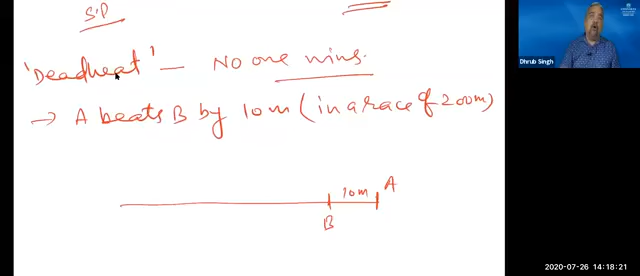 S.P
'Deadheat' — No one wins.
→ A beats B by 10m (in a race of 200m)
10m A
B
Dhrub Singh
2020-07-26 14:18:21